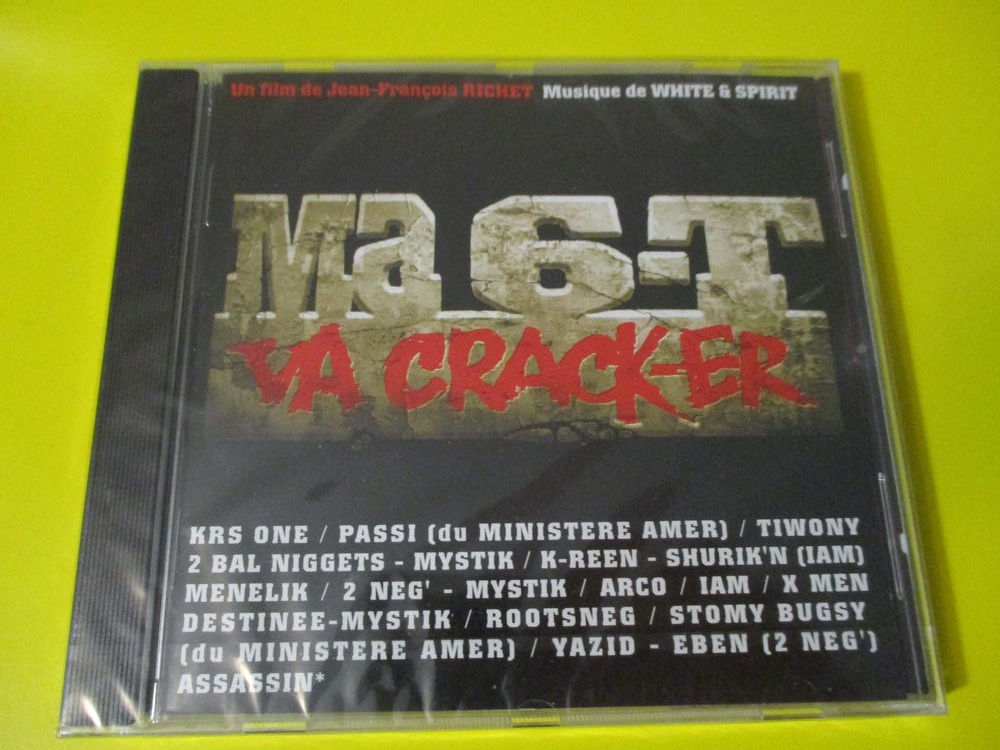 Un film de Jean-François RICHET Musique de WHITE & SPIRIT
Ma 6-T
VA CRACK-ER
KRS ONE / PASSI (du MINISTERE AMER) / TIWONY
2 BAL NIGGETS - MYSTIK / K-REEN - SHURIK'N (IAM)
MENELIK / 2 NEG' - MYSTIK / ARCO / IAM / X MEN
DESTINEE-MYSTIK / ROOTSNEG / STOMY BUGSY
(du MINISTERE AMER) / YAZID - EBEN (2 NEG')
ASSASSIN*